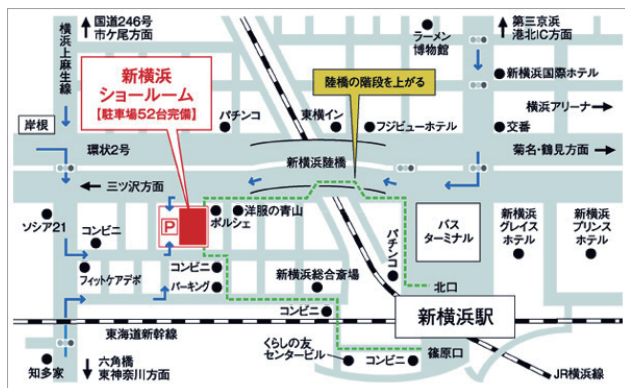 国道246号
市ケ尾方面
横浜上麻生線
新横浜
ショールーム
【駐車場52台完備】
岸根
環状2号
三ツ沢方面
パチンコ
東横イン
陸橋の階段を上がる
フジビューホテル
ラーメン
博物館
第三京浜
港北IC方面
新横浜国際ホテル
横浜アリーナ
交番
菊名・鶴見方面
新横浜陸橋
ソシア21
コンビニ
フィットケアデポ
P
ポルシェ
洋服の青山
コンビニ
パーキング
新横浜総合斎場
コンビニ
パチンコ
バス
ターミナル
新横浜
グレイス
ホテル
新横浜
プリンス
ホテル
北口
新横浜駅
篠原口
東海道新幹線
くらしの友
センタービル
コンビニ
知多家
六角橋
東神奈川方面
JR横浜線